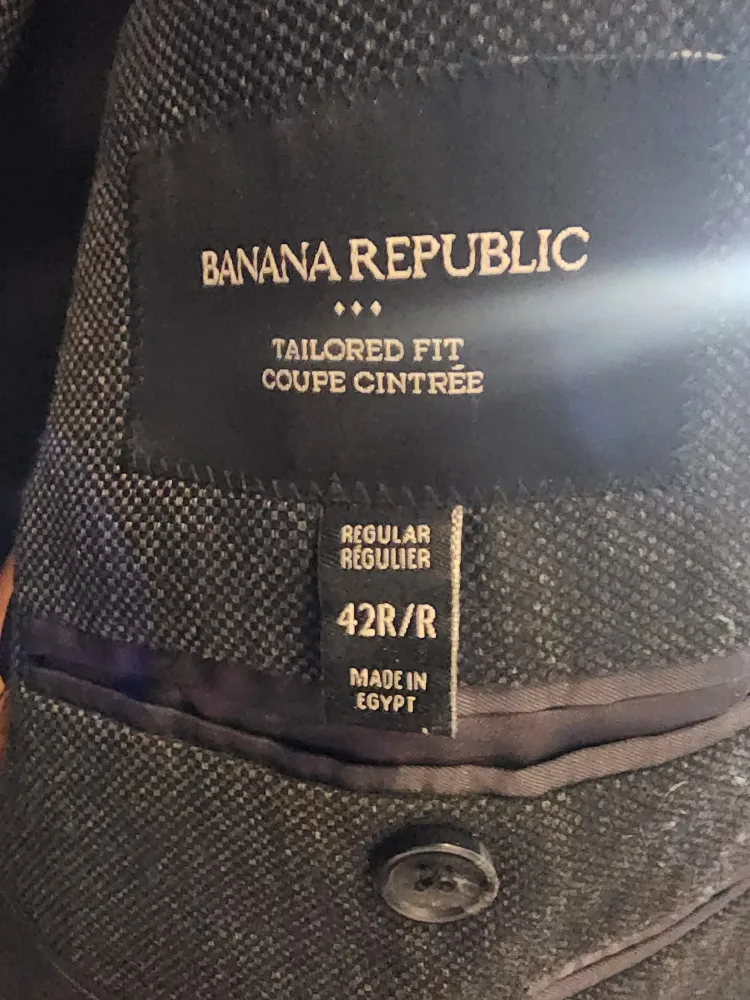 BANANA REPUBLIC
TAILORED FIT
COUPE CINTRÉE
REGULAR
RÉGULIER
42R/R
MADE IN
EGYPT